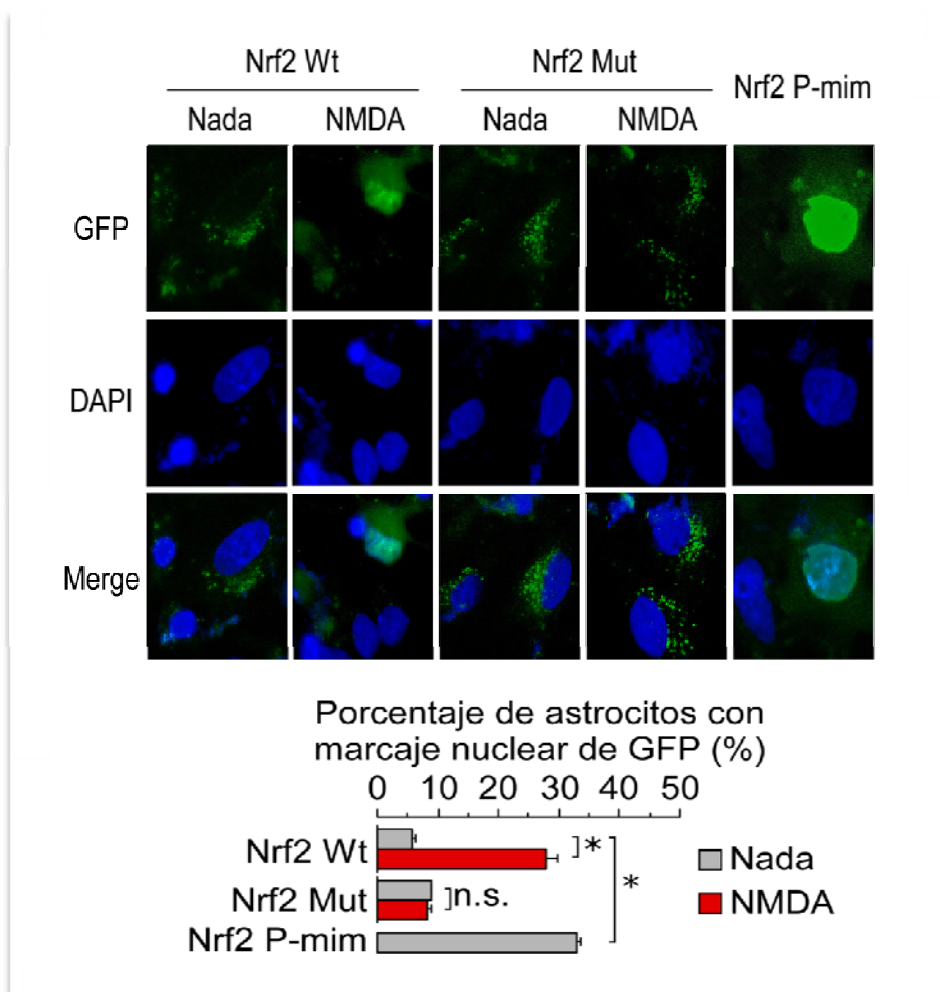 Nrf2 Wt
Nrf2 Mut
Nrf2 P-mim
Nada
NMDA
Nada
NMDA
GFP
DAPI
Merge
Porcentaje de astrocitos con
marcaje nuclear de GFP (%)
0 10 20 30 40 50
Nrf2 Wt
*
Nrf2 Mut
n.s.
*
Nrf2 P-mim
Nada
NMDA